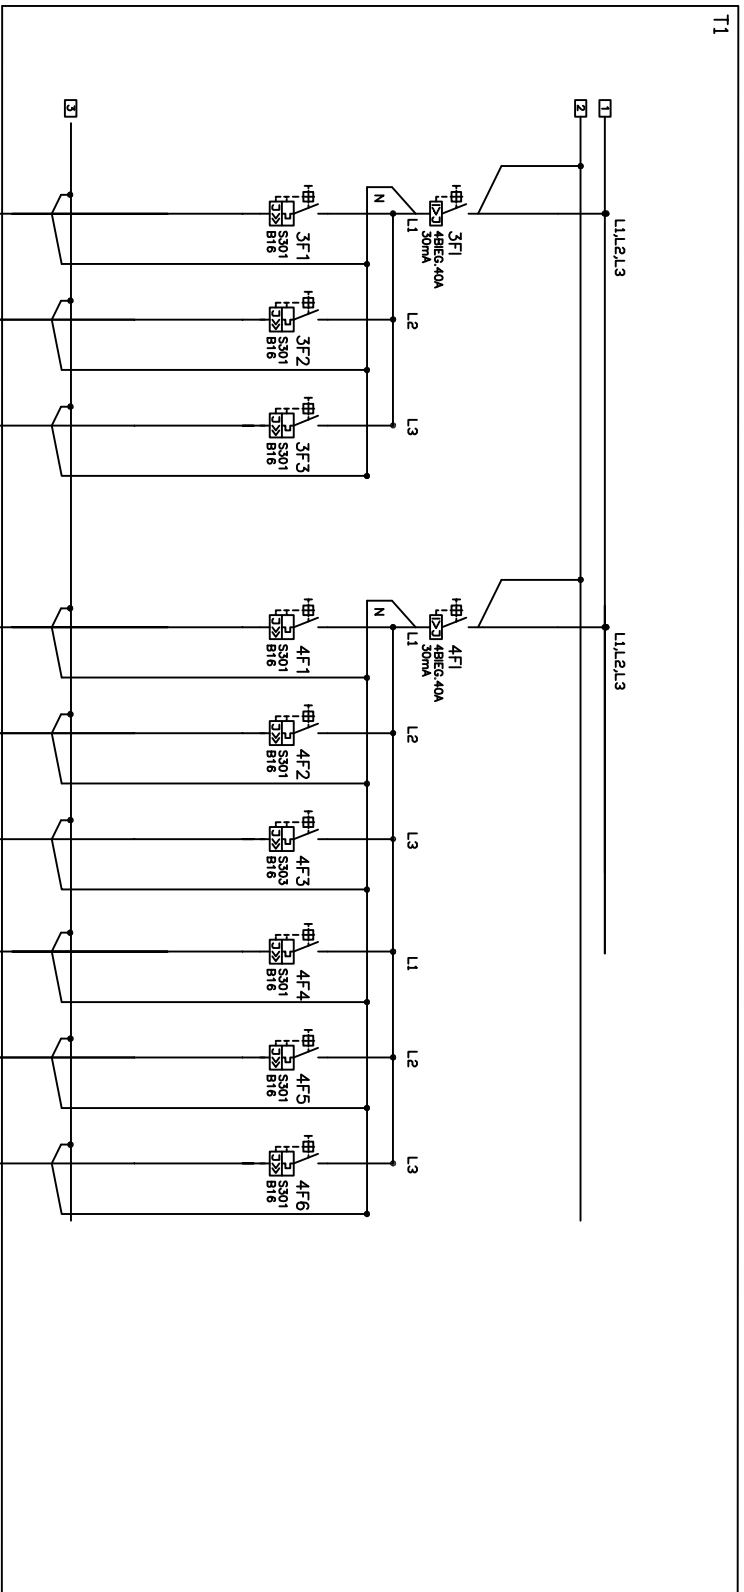 T1
1
2
3
L1,L2,L3
L1,L2,L3
3FI
4BIEG.40A
30mA
4FI
4BIEG.40A
30mA
N
L1
L2
L3
N
L1
L2
L3
L1
L2
L3
3F1
S301
B16
3F2
S301
B16
3F3
S301
B16
4F1
S301
B16
4F2
S301
B16
4F3
S303
B16
4F4
S301
B16
4F5
S301
B16
4F6
S301
B16